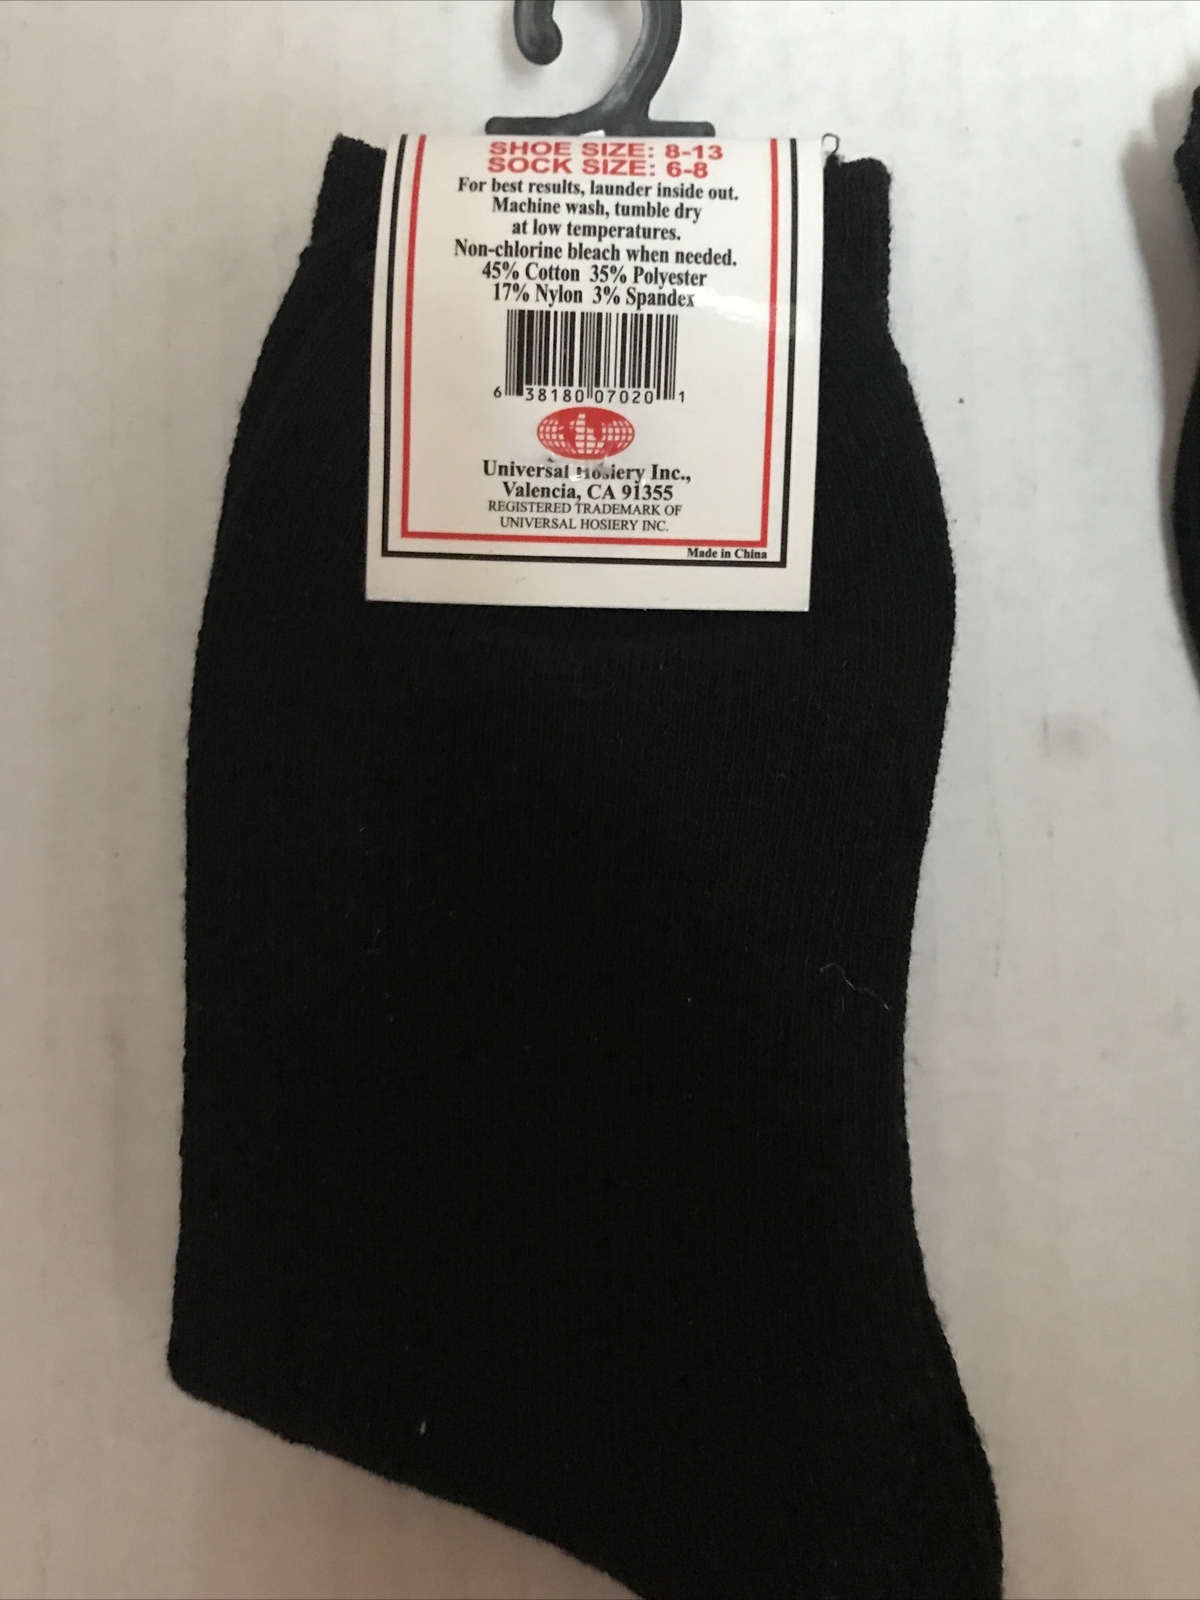 SHOE SIZE: 8-13
SOCK SIZE: 6-8
For best results, launder inside out.
Machine wash, tumble dry
at low temperatures.
Non-chlorine bleach when needed.
45% Cotton 35% Polyester
17% Nylon 3% Spandex
6 38180 07020 1
Universal Hosiery Inc.,
Valencia, CA 91355
REGISTERED TRADEMARK OF
UNIVERSAL HOSIERY INC.
Made in China